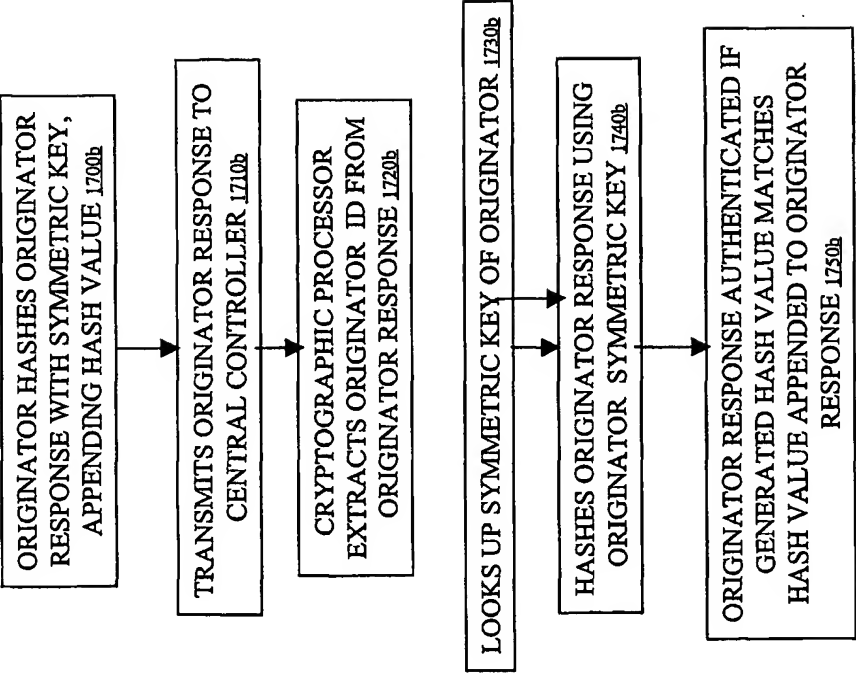 ORIGINATOR HASHES ORIGINATOR
RESPONSE WITH SYMMETRIC KEY,
APPENDING HASH VALUE 1700b
TRANSMITS ORIGINATOR RESPONSE TO
CENTRAL CONTROLLER 1710b
CRYPTOGRAPHIC PROCESSOR
EXTRACTS ORIGINATOR ID FROM
ORIGINATOR RESPONSE 1720b
LOOKS UP SYMMETRIC KEY OF ORIGINATOR 1730b
HASHES ORIGINATOR RESPONSE USING
ORIGINATOR SYMMETRIC KEY 1740b
ORIGINATOR RESPONSE AUTHENTICATED IF
GENERATED HASH VALUE MATCHES
HASH VALUE APPENDED TO ORIGINATOR
RESPONSE 1750b